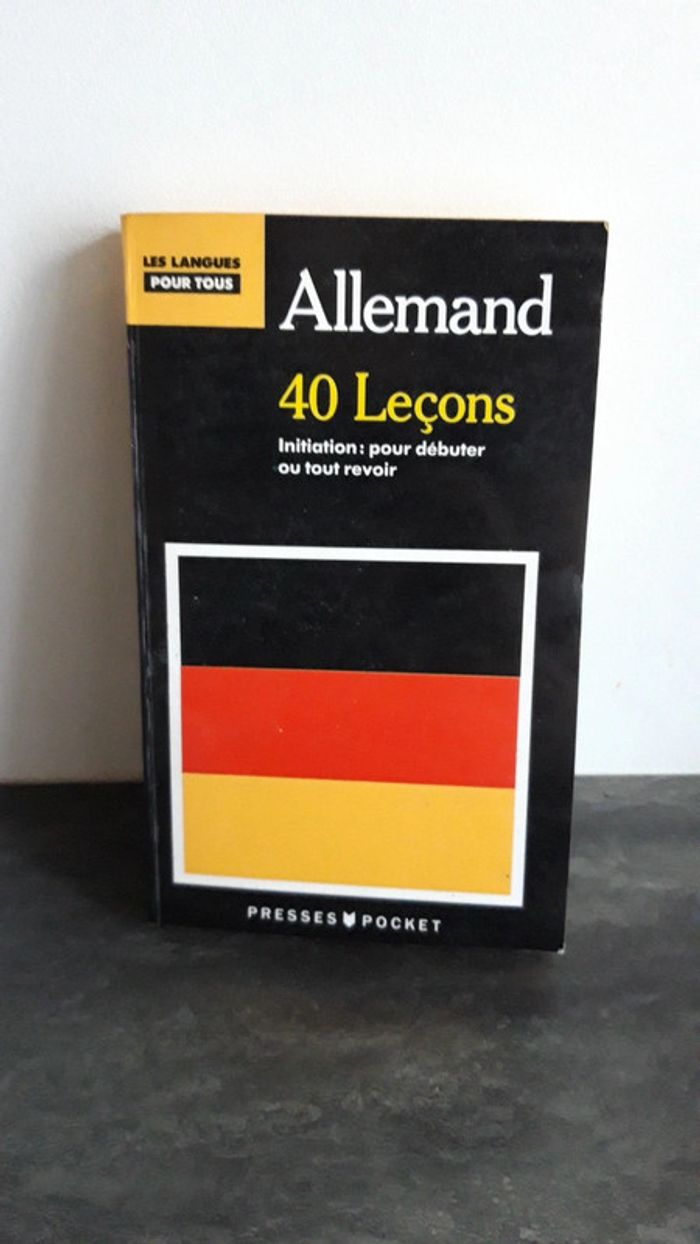 LES LANGUES
POUR TOUS
Allemand
40 Leçons
Initiation : pour débuter
ou tout revoir
PRESSES POCKET